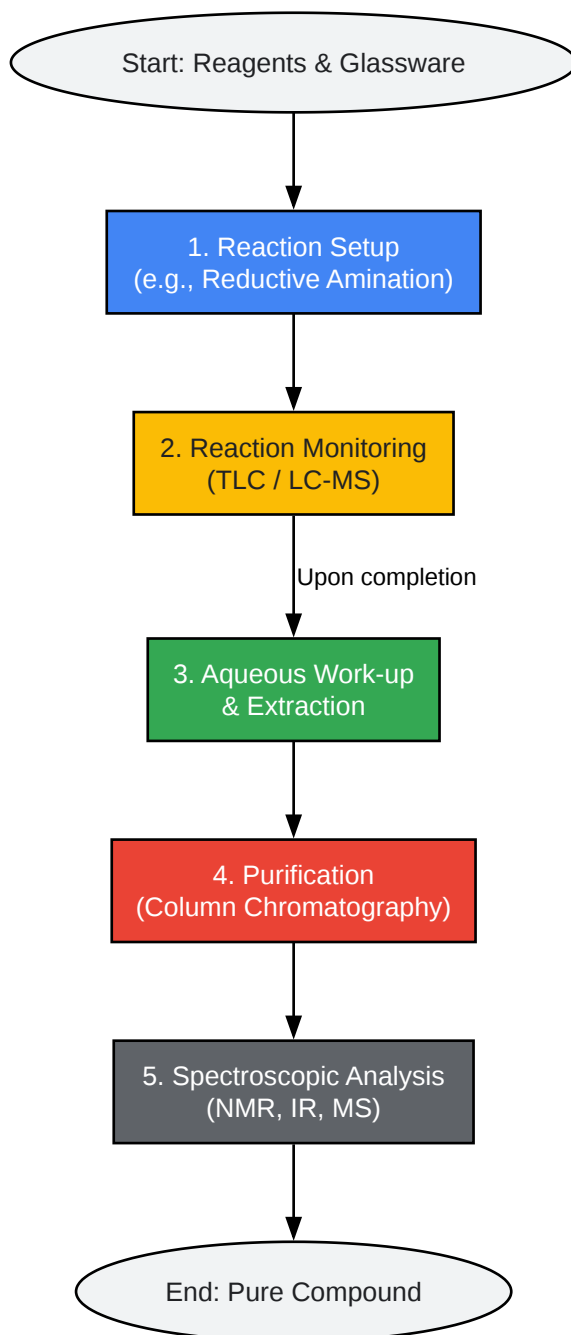 Start: Reagents & Glassware
1. Reaction Setup
(e.g., Reductive Amination)
2. Reaction Monitoring
(TLC / LC-MS)
Upon completion
3. Aqueous Work-up
& Extraction
4. Purification
(Column Chromatography)
5. Spectroscopic Analysis
(NMR, IR, MS)
End: Pure Compound